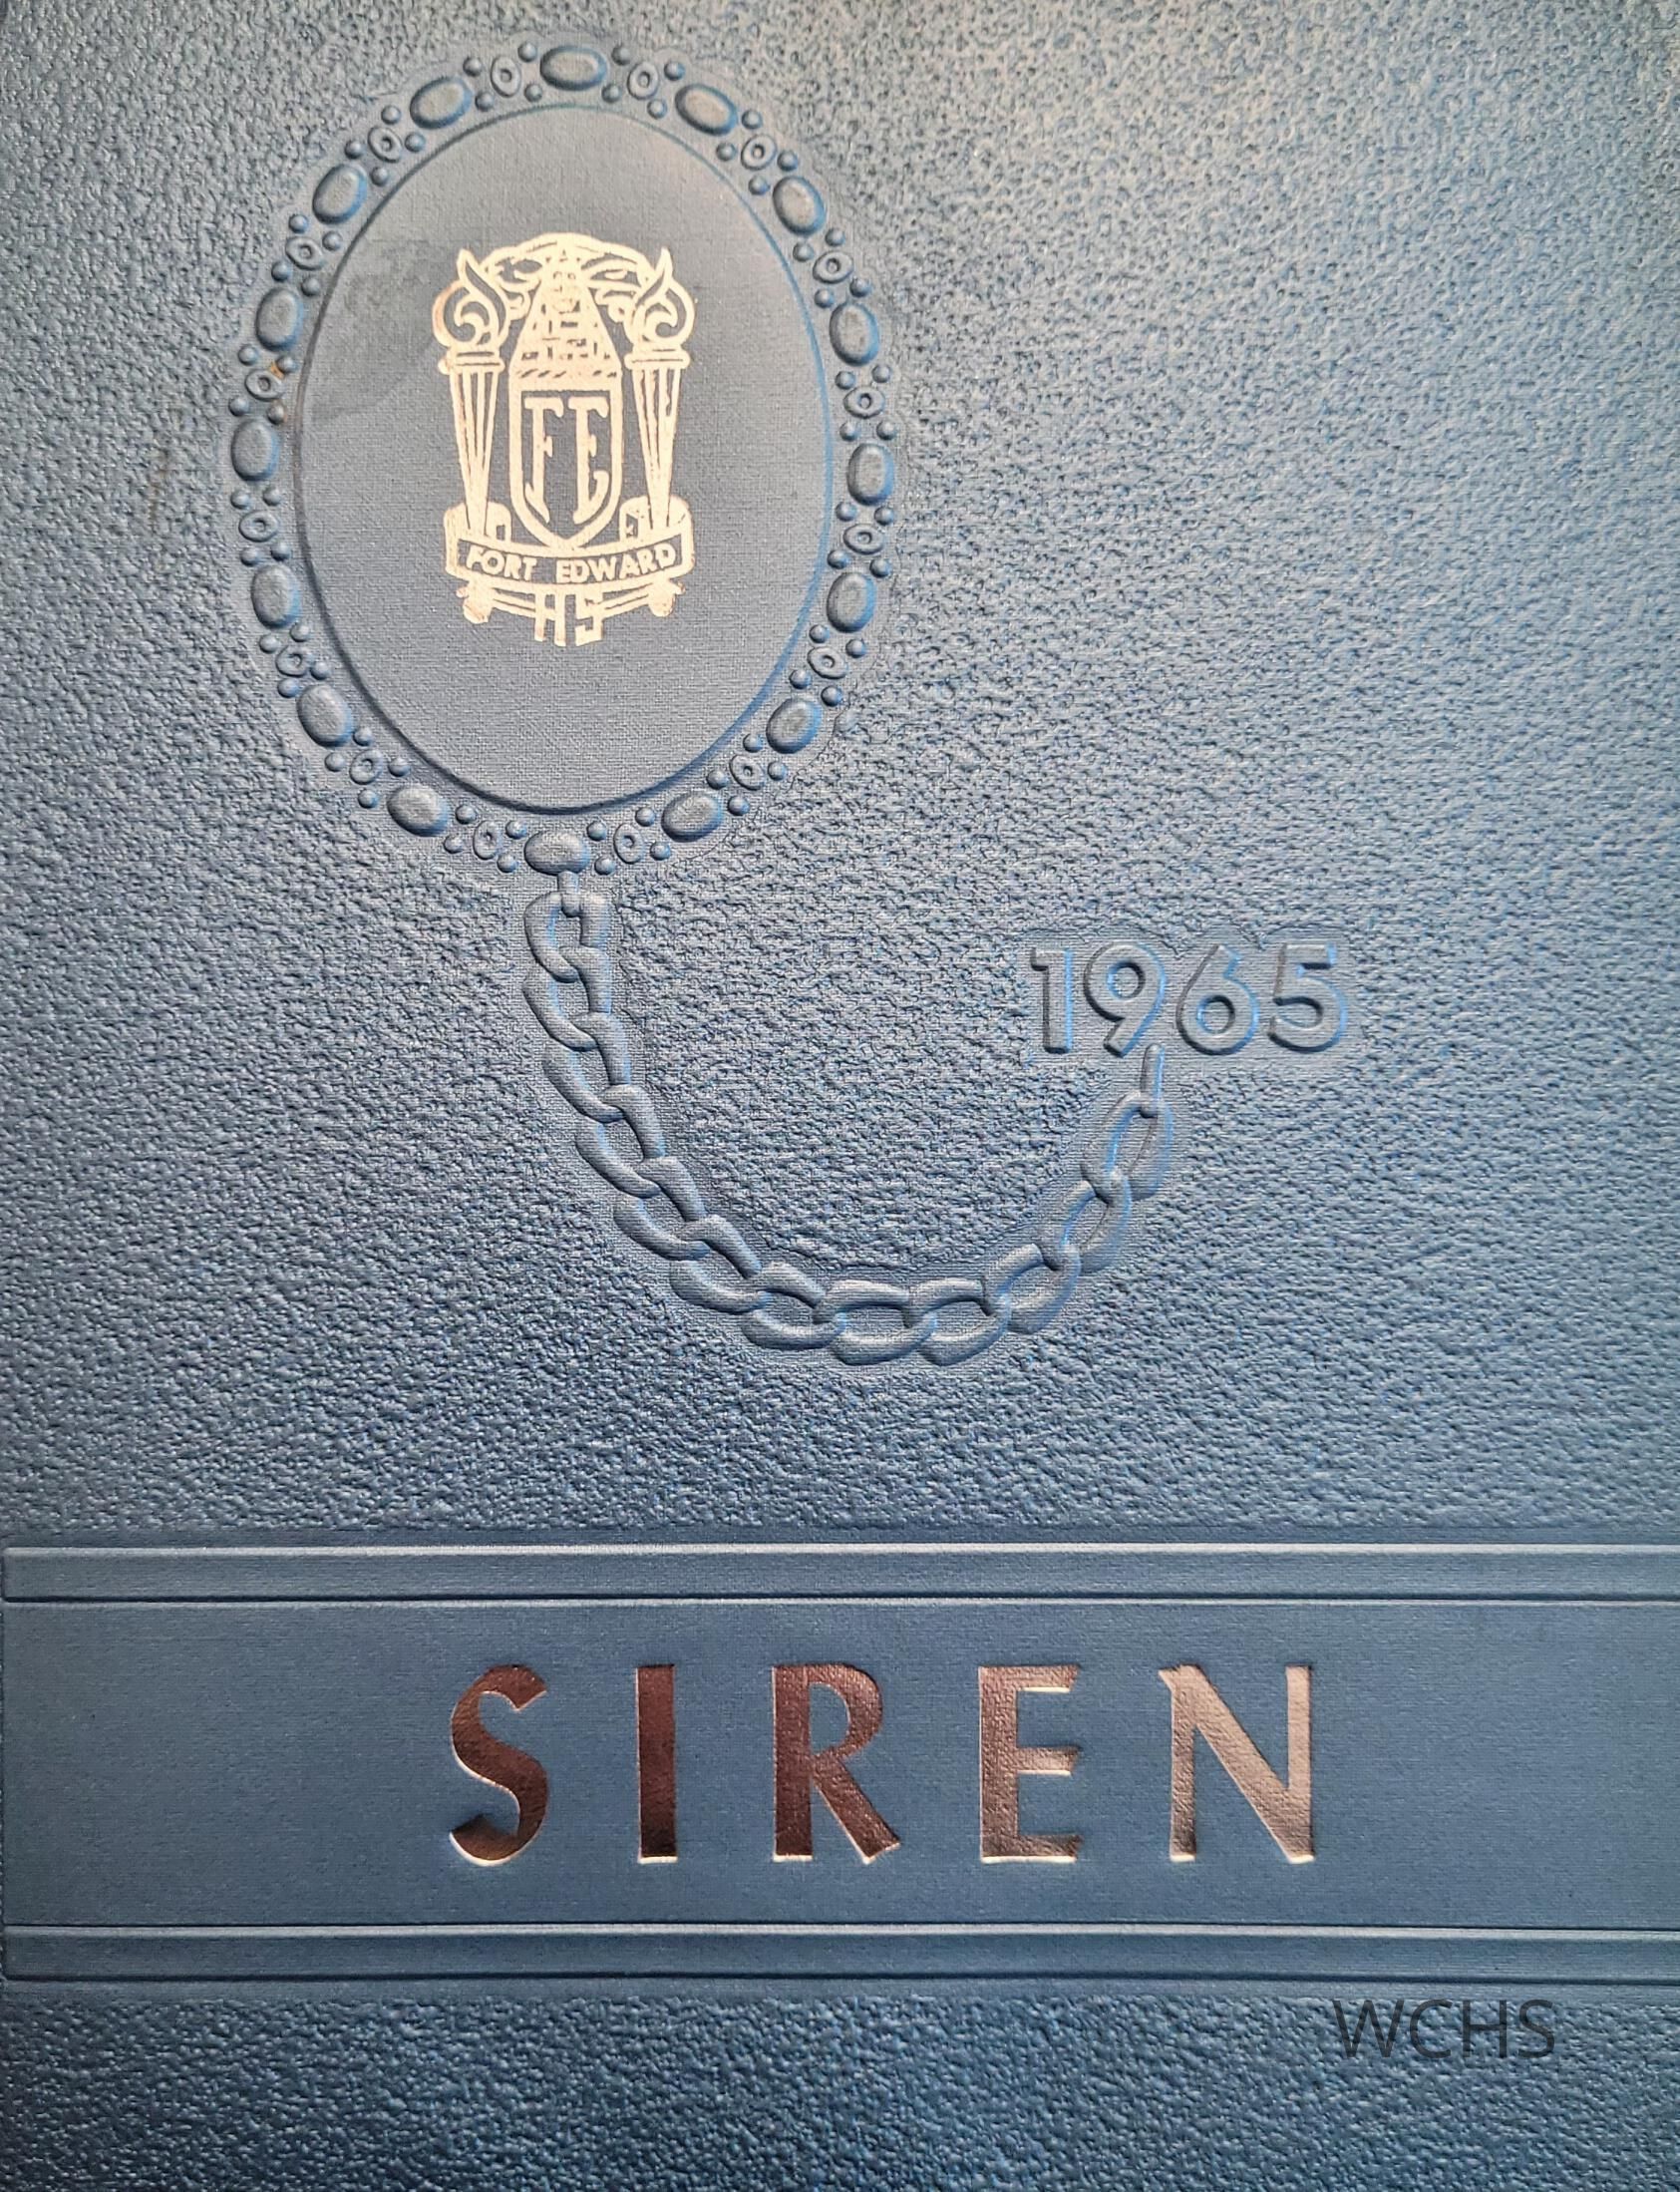 FE
FORT EDWARD
HS
1965
SIREN
WCHS